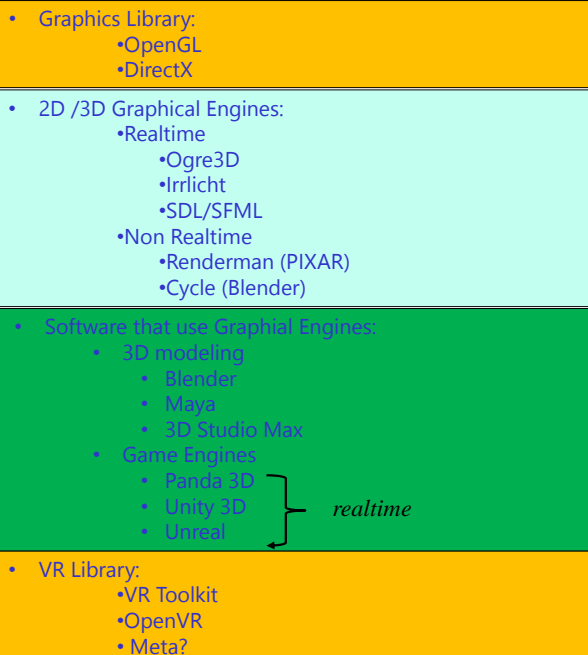 • Graphics Library:
•OpenGL
•DirectX
• 2D /3D Graphical Engines:
•Realtime
•Ogre3D
•Irrlicht
•SDL/SFML
•Non Realtime
•Renderman (PIXAR)
•Cycle (Blender)
• Software that use Graphial Engines:
• 3D modeling
• Blender
• Maya
• 3D Studio Max
• Game Engines
• Panda 3D
• Unity 3D realtime
• Unreal
• VR Library:
•VR Toolkit
•OpenVR
• Meta?